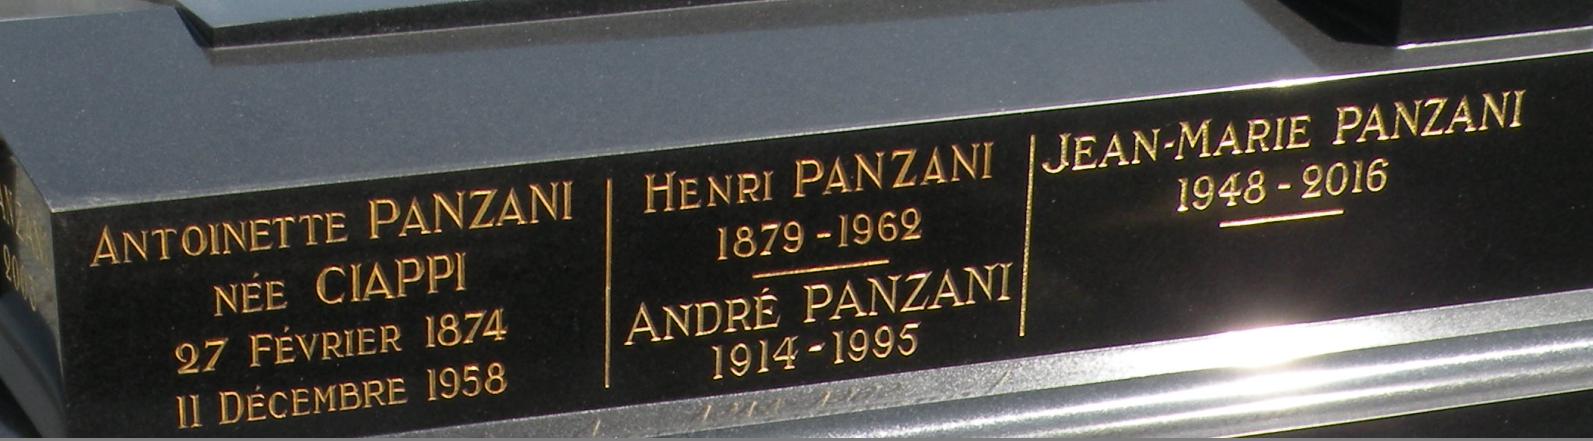 ANTOINETTE PANZANI
NÉE CIAPPI
27 FÉVRIER 1874
11 DÉCEMBRE 1958
HENRI PANZANI
1879-1962
ANDRÉ PANZANI
1914-1995
JEAN-MARIE PANZANI
1948-2016